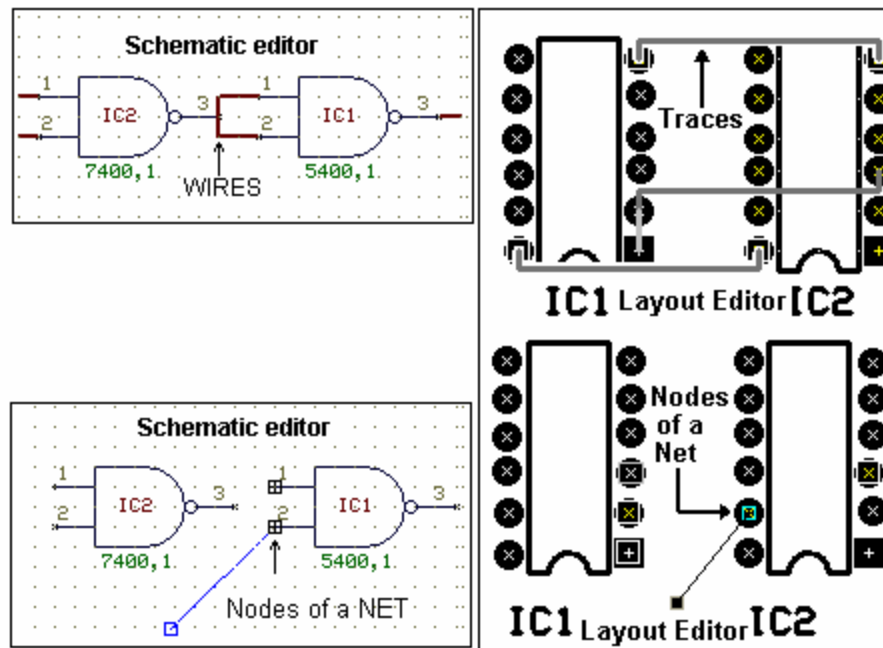 Schematic editor
1
2
IC2
3
7400,1
1
2
IC1
3
5400,1
WIRES
Traces
IC1 Layout Editor IC2
Schematic editor
1
2
IC2
3
7400,1
1
2
IC1
3
5400,1
Nodes of a NET
Nodes
of a
Net
IC1 Layout Editor IC2